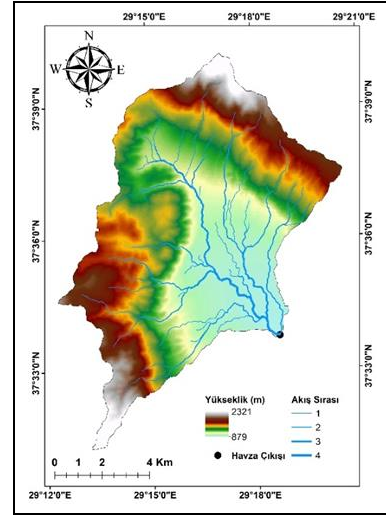 29°15'0"E 29°18'0"E 29°21'0"E
N
W E
S
37°39'0"N 37°39'0"N
37°36'0"N 37°36'0"N
37°33'0"N 37°33'0"N
Yükseklik (m)
2321
879
Havza Çıkışı
Akış Sırası
1
2
3
4
0 1 2 4 Km
29°12'0"E 29°15'0"E 29°18'0"E